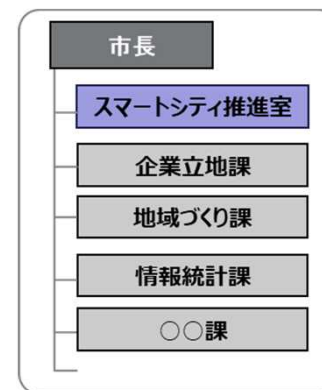 市長
スマートシティ推進室
企業立地課
地域づくり課
情報統計課
○○課